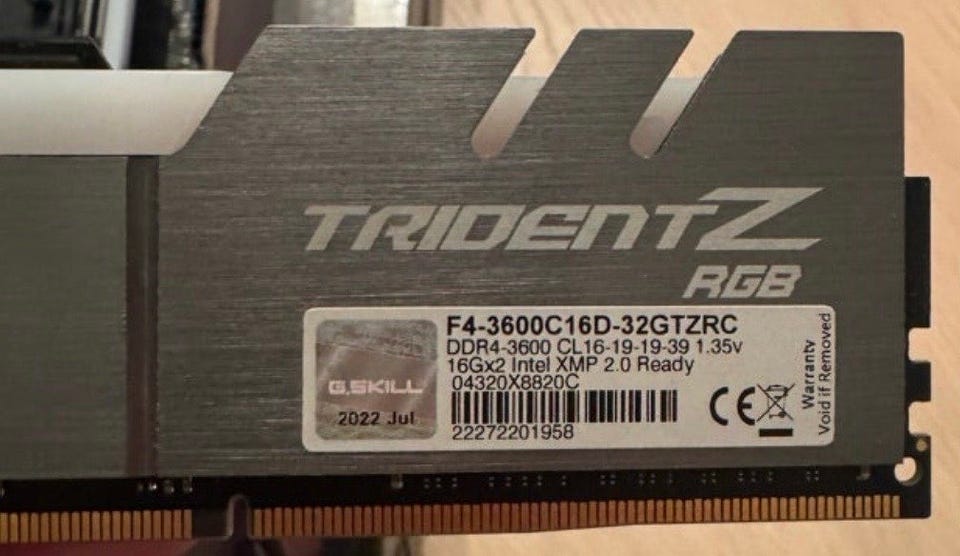 TRIDENTZ
RGB
F4-3600C16D-32GTZRC
DDR4-3600 CL16-19-19-39 1.35v
16Gx2 Intel XMP 2.0 Ready
04320X8820C
G.SKILL
2022 Jul
22272201958
CE
Warranty
Void if Removed